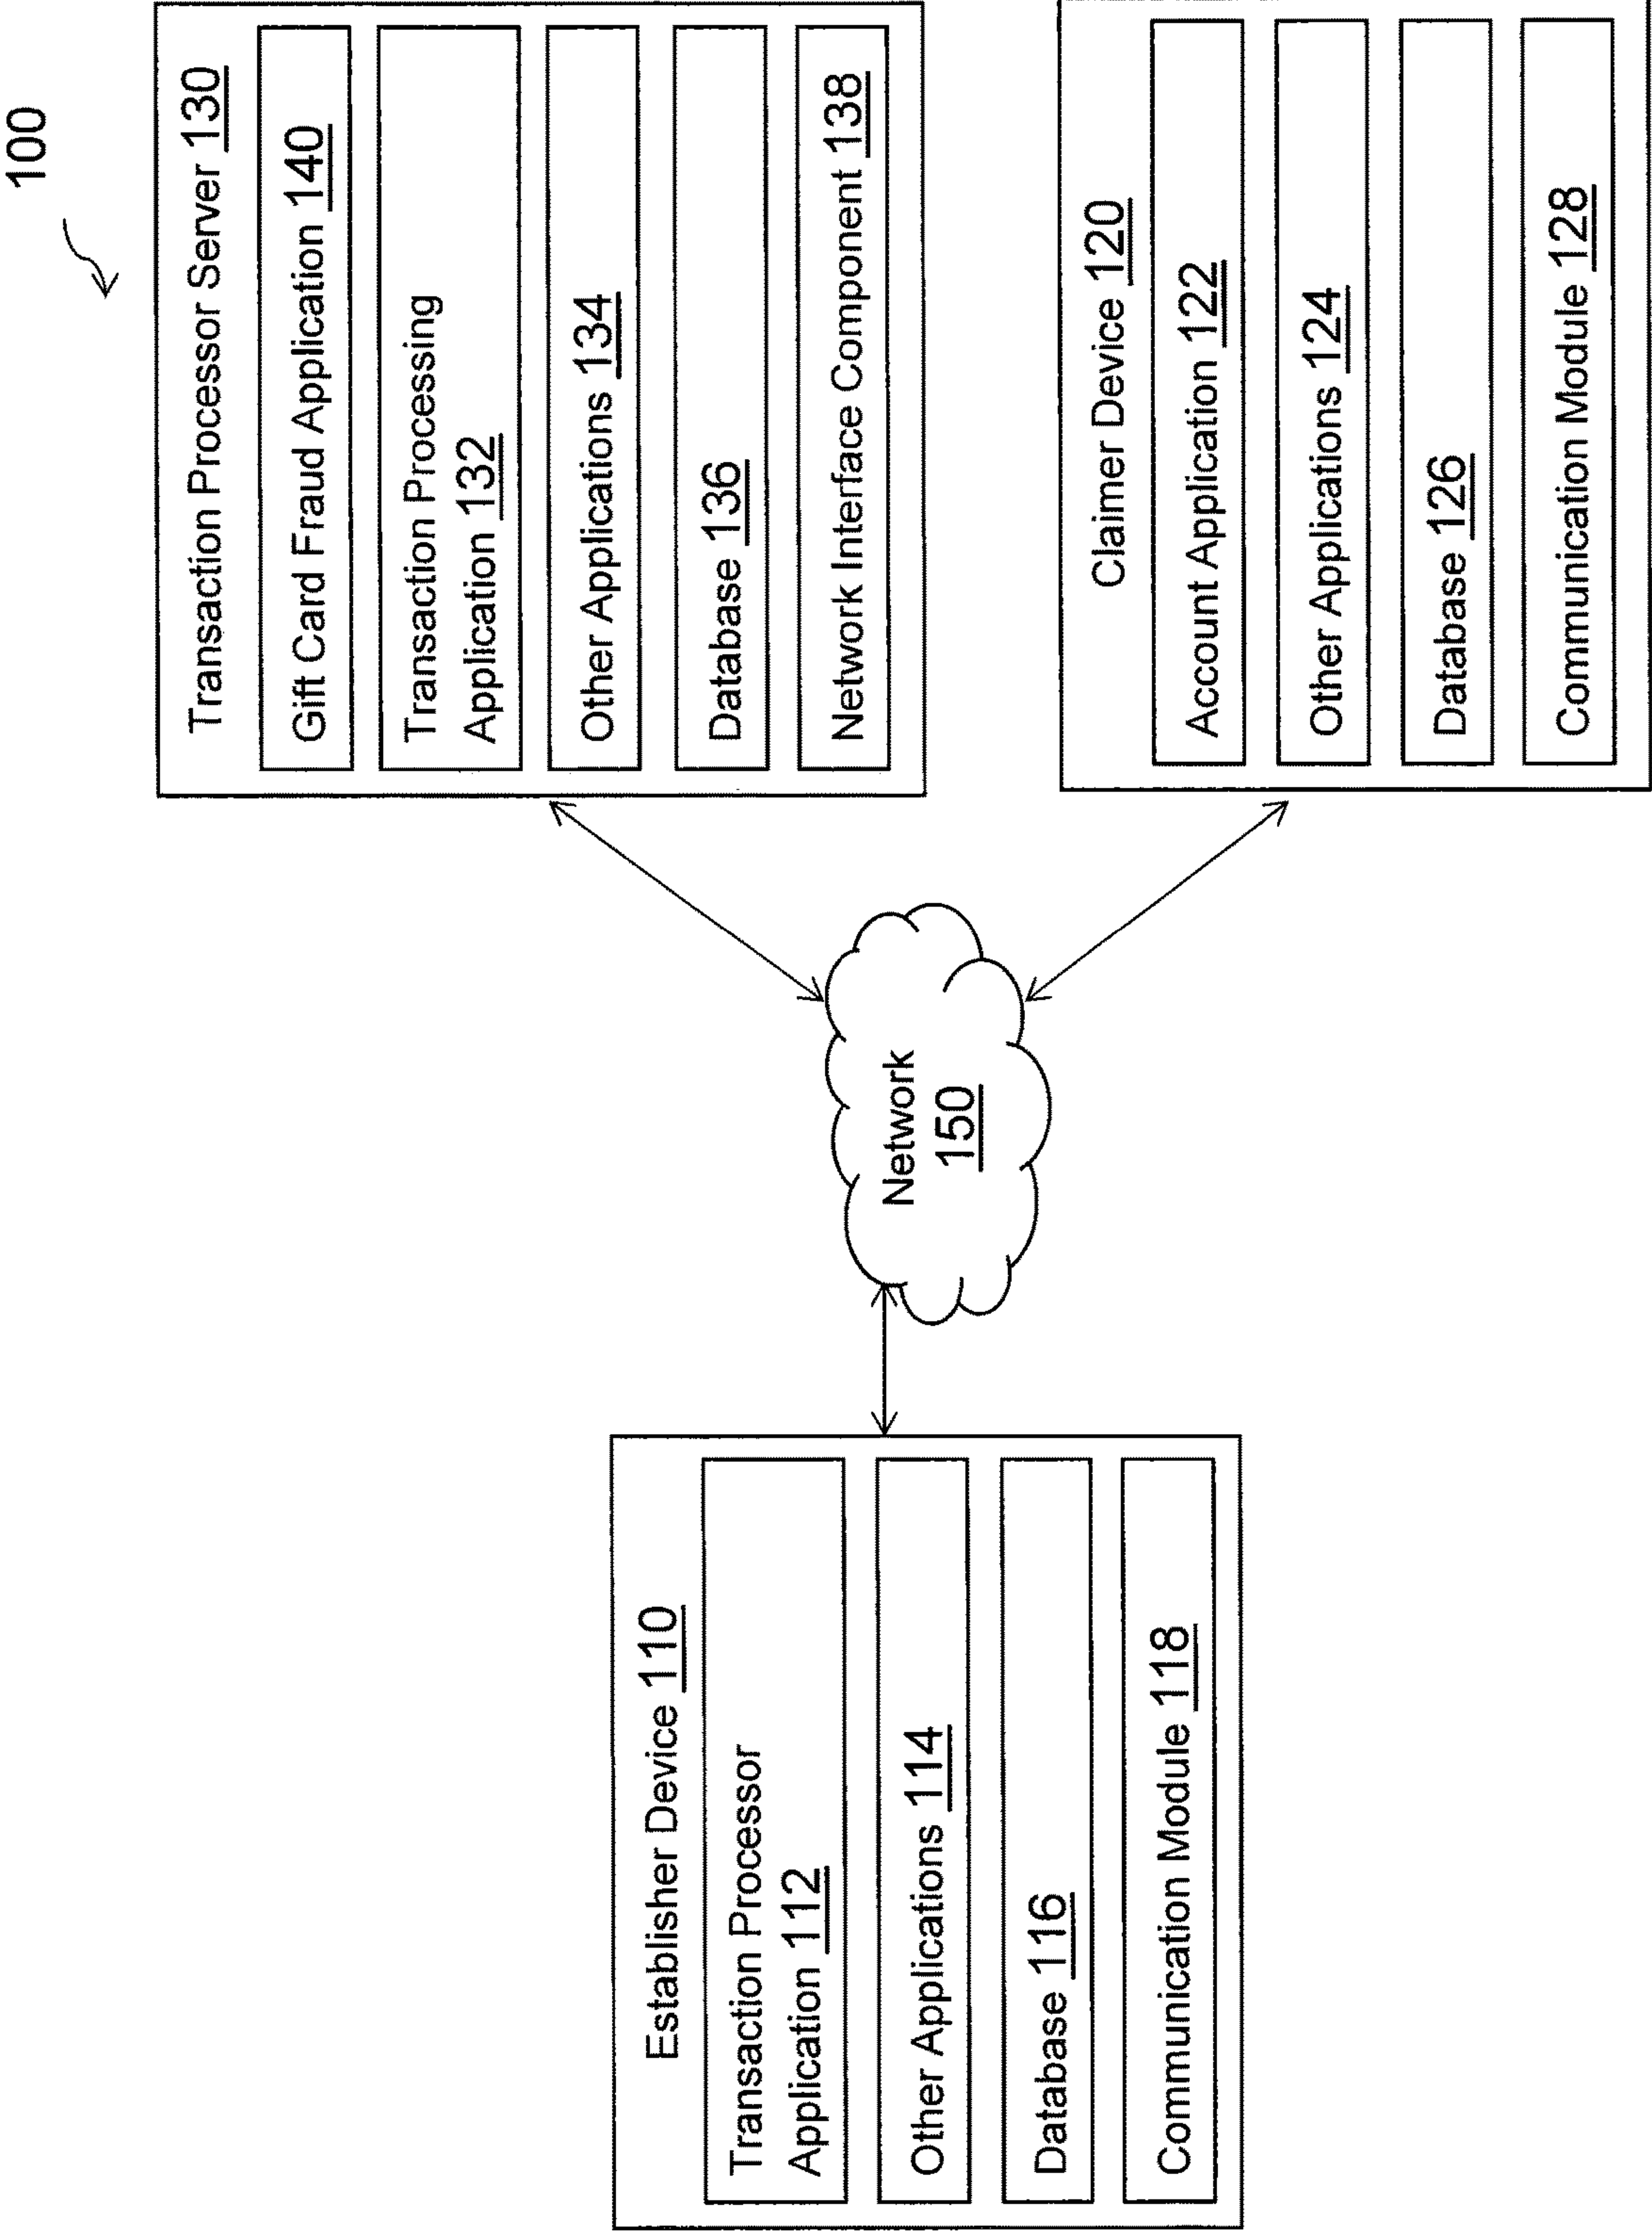 100
Establisher Device 110
Transaction Processor
Application 112
Other Applications 114
Database 116
Communication Module 118
Network
150
Transaction Processor Server 130
Gift Card Fraud Application 140
Transaction Processing
Application 132
Other Applications 134
Database 136
Network Interface Component 138
Claimer Device 120
Account Application 122
Other Applications 124
Database 126
Communication Module 128